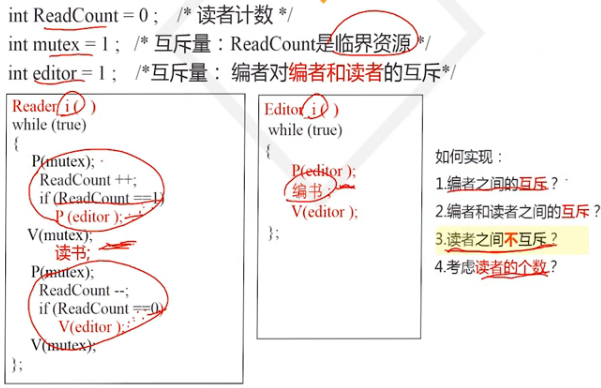 int ReadCount = 0 ;   /* 读者计数 */
int mutex = 1 ;   /* 互斥量：ReadCount是临界资源 */
int editor = 1 ;   /*互斥量： 编者对编者和读者的互斥*/
Reader i( )
while (true)
{
P(mutex);
ReadCount ++;
if (ReadCount ==1)
P (editor );
V(mutex);
读书;
P(mutex);
ReadCount --;
if (ReadCount ==0)
V(editor );
V(mutex);
};
Editor i( )
while (true)
{
P(editor );
编书 ;
V(editor );
};
如何实现：
1.编者之间的互斥？
2.编者和读者之间的互斥？
3.读者之间不互斥？
4.考虑读者的个数？